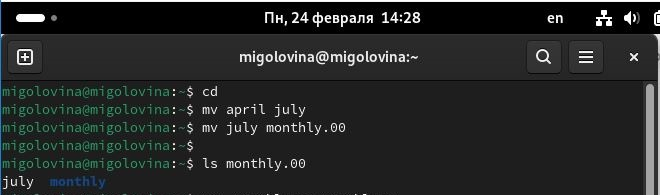 Пн, 24 февраля 14:28
en
migolovina@migolovina:~
migolovina@migolovina:~$ cd
migolovina@migolovina:~$ mv april july
migolovina@migolovina:~$ mv july monthly.00
migolovina@migolovina:~$
migolovina@migolovina:~$ ls monthly.00
july monthly